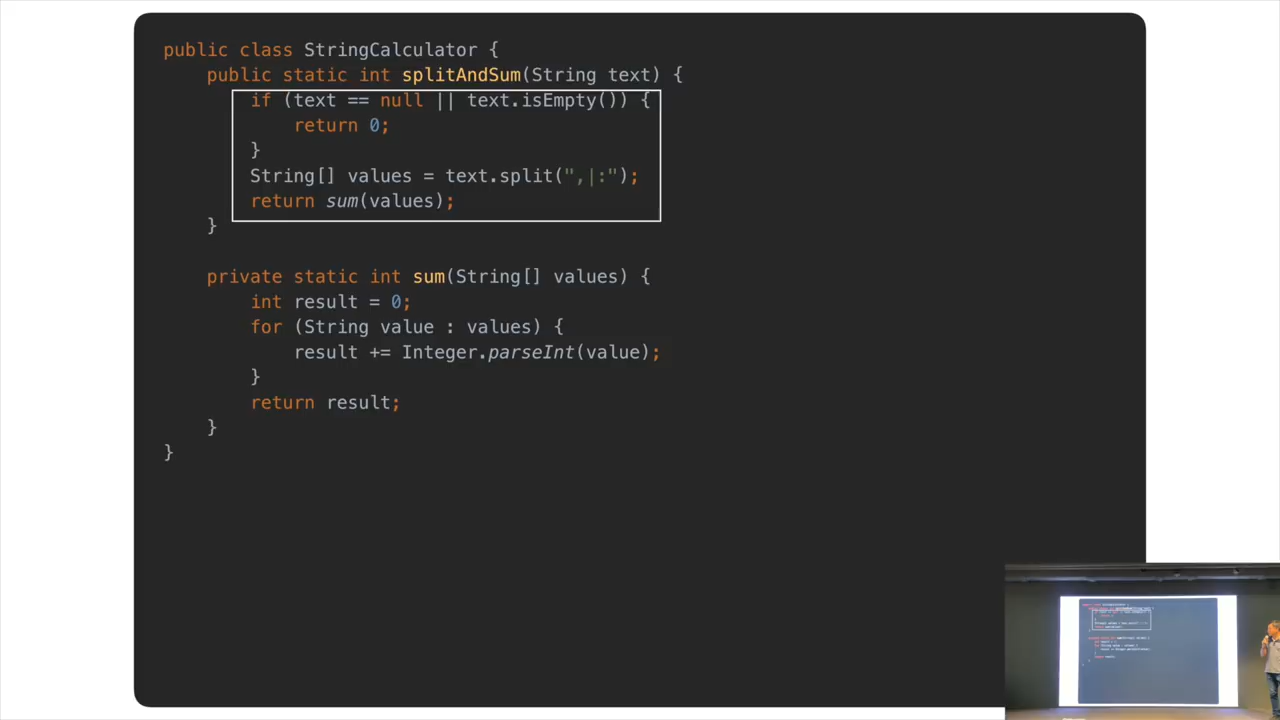 public class StringCalculator {
    public static int splitAndSum(String text) {
        if (text == null || text.isEmpty()) {
            return 0;
        }
        String[] values = text.split(",|:");
        return sum(values);
    }

    private static int sum(String[] values) {
        int result = 0;
        for (String value : values) {
            result += Integer.parseInt(value);
        }
        return result;
    }
}